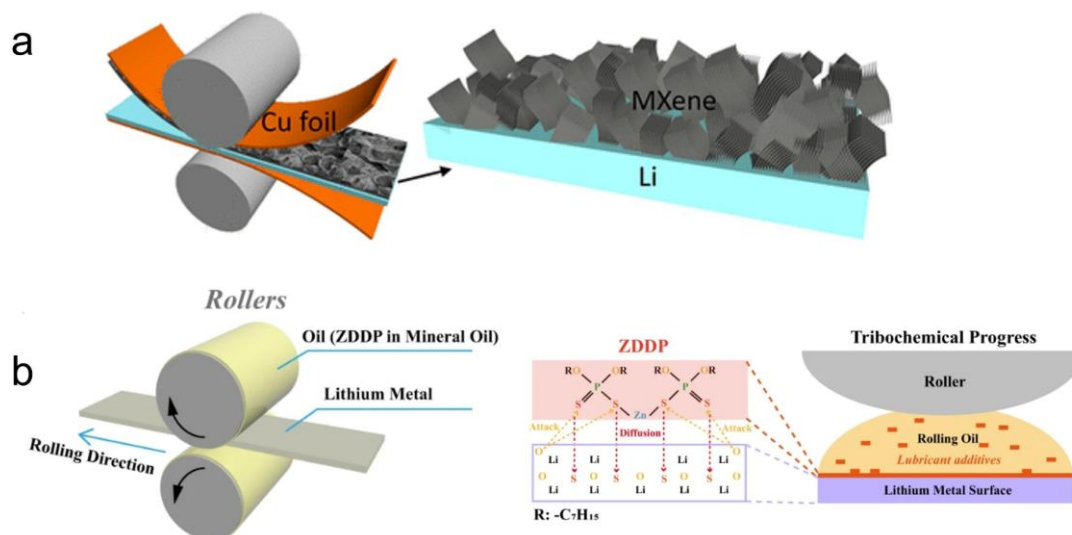 a
Cu foil
MXene
Li
b
Rollers
Oil (ZDDP in Mineral Oil)
Lithium Metal
Rolling Direction
ZDDP
RO OR RO OR
P P
S S S S
Zn
Attack Diffusion Attack
O O
Li Li Li Li
O S S O S S O
Li Li Li Li
R: -C₇H₁₅
Tribochemical Progress
Roller
Rolling Oil
Lubricant additives
Lithium Metal Surface